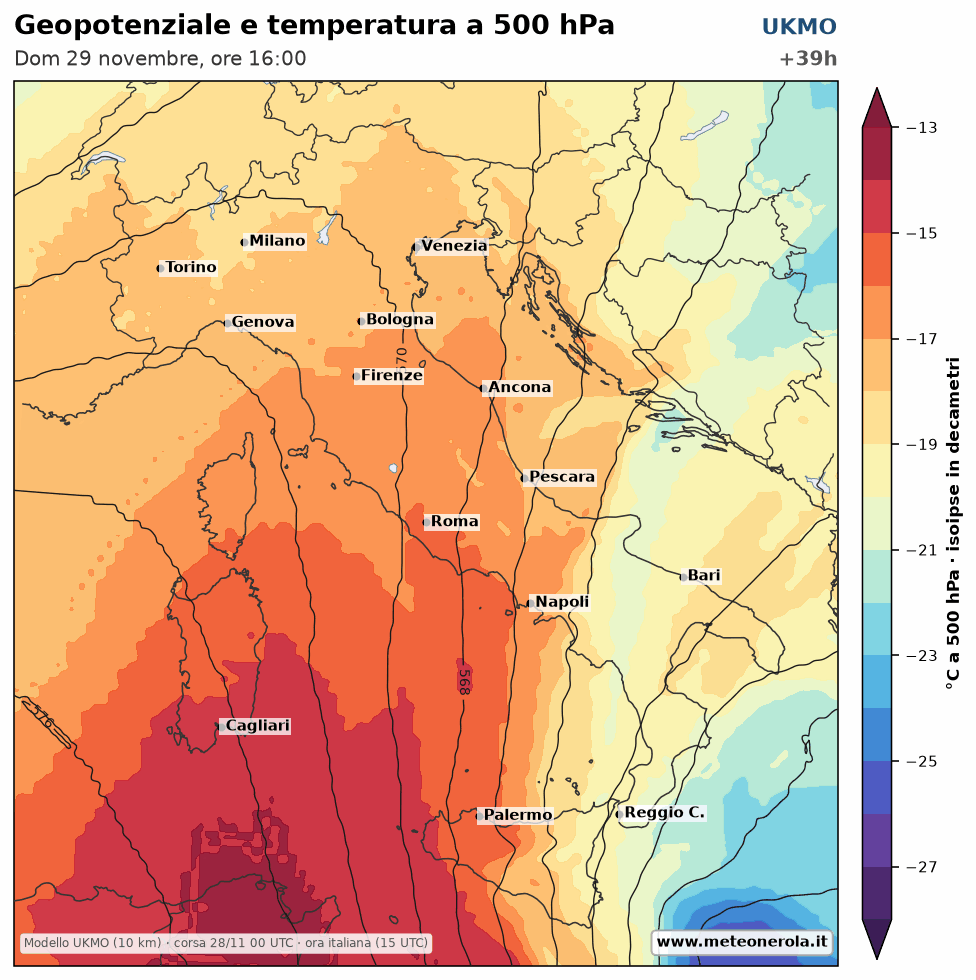 Geopotenziale e temperatura a 500 hPa
UKMO
Dom 29 novembre, ore 16:00
+39h
Milano
Venezia
Torino
Bologna
Genova
570
Firenze
Ancona
Pescara
Roma
Bari
Napoli
568
576
Cagliari
Palermo
Reggio C.
−13
−15
−17
−19
−21
−23
−25
−27
°C a 500 hPa · isoipse in decametri
Modello UKMO (10 km) · corsa 28/11 00 UTC · ora italiana (15 UTC)
www.meteonerola.it